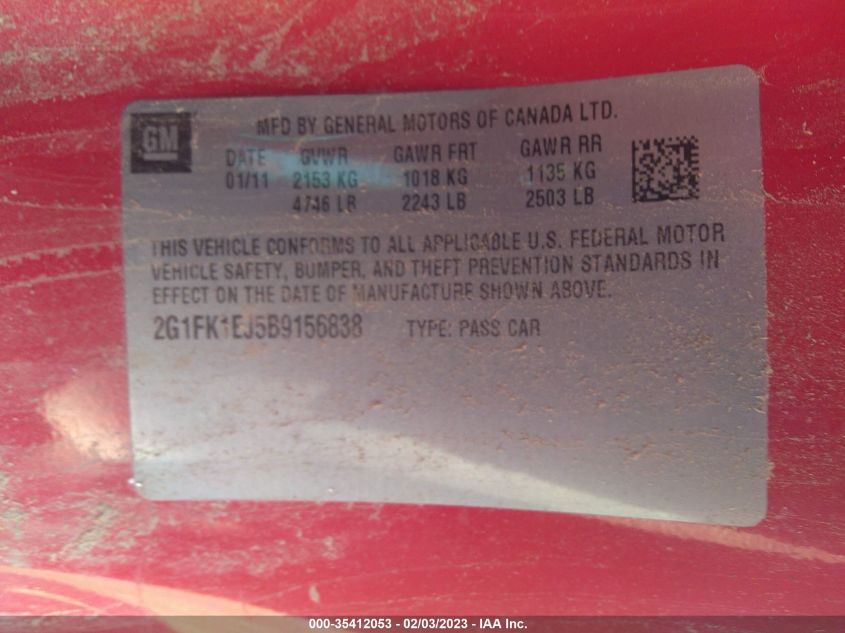 GM
MFD BY GENERAL MOTORS OF CANADA LTD.
DATE GVWR GAWR FRT GAWR RR
01/11 2153 KG 1018 KG 1135 KG
4746 LB 2243 LB 2503 LB
THIS VEHICLE CONFORMS TO ALL APPLICABLE U.S. FEDERAL MOTOR
VEHICLE SAFETY, BUMPER, AND THEFT PREVENTION STANDARDS IN
EFFECT ON THE DATE OF MANUFACTURE SHOWN ABOVE.
2G1FK1EJ5B9156838 TYPE: PASS CAR
000-35412053 - 02/03/2023 - IAA Inc.